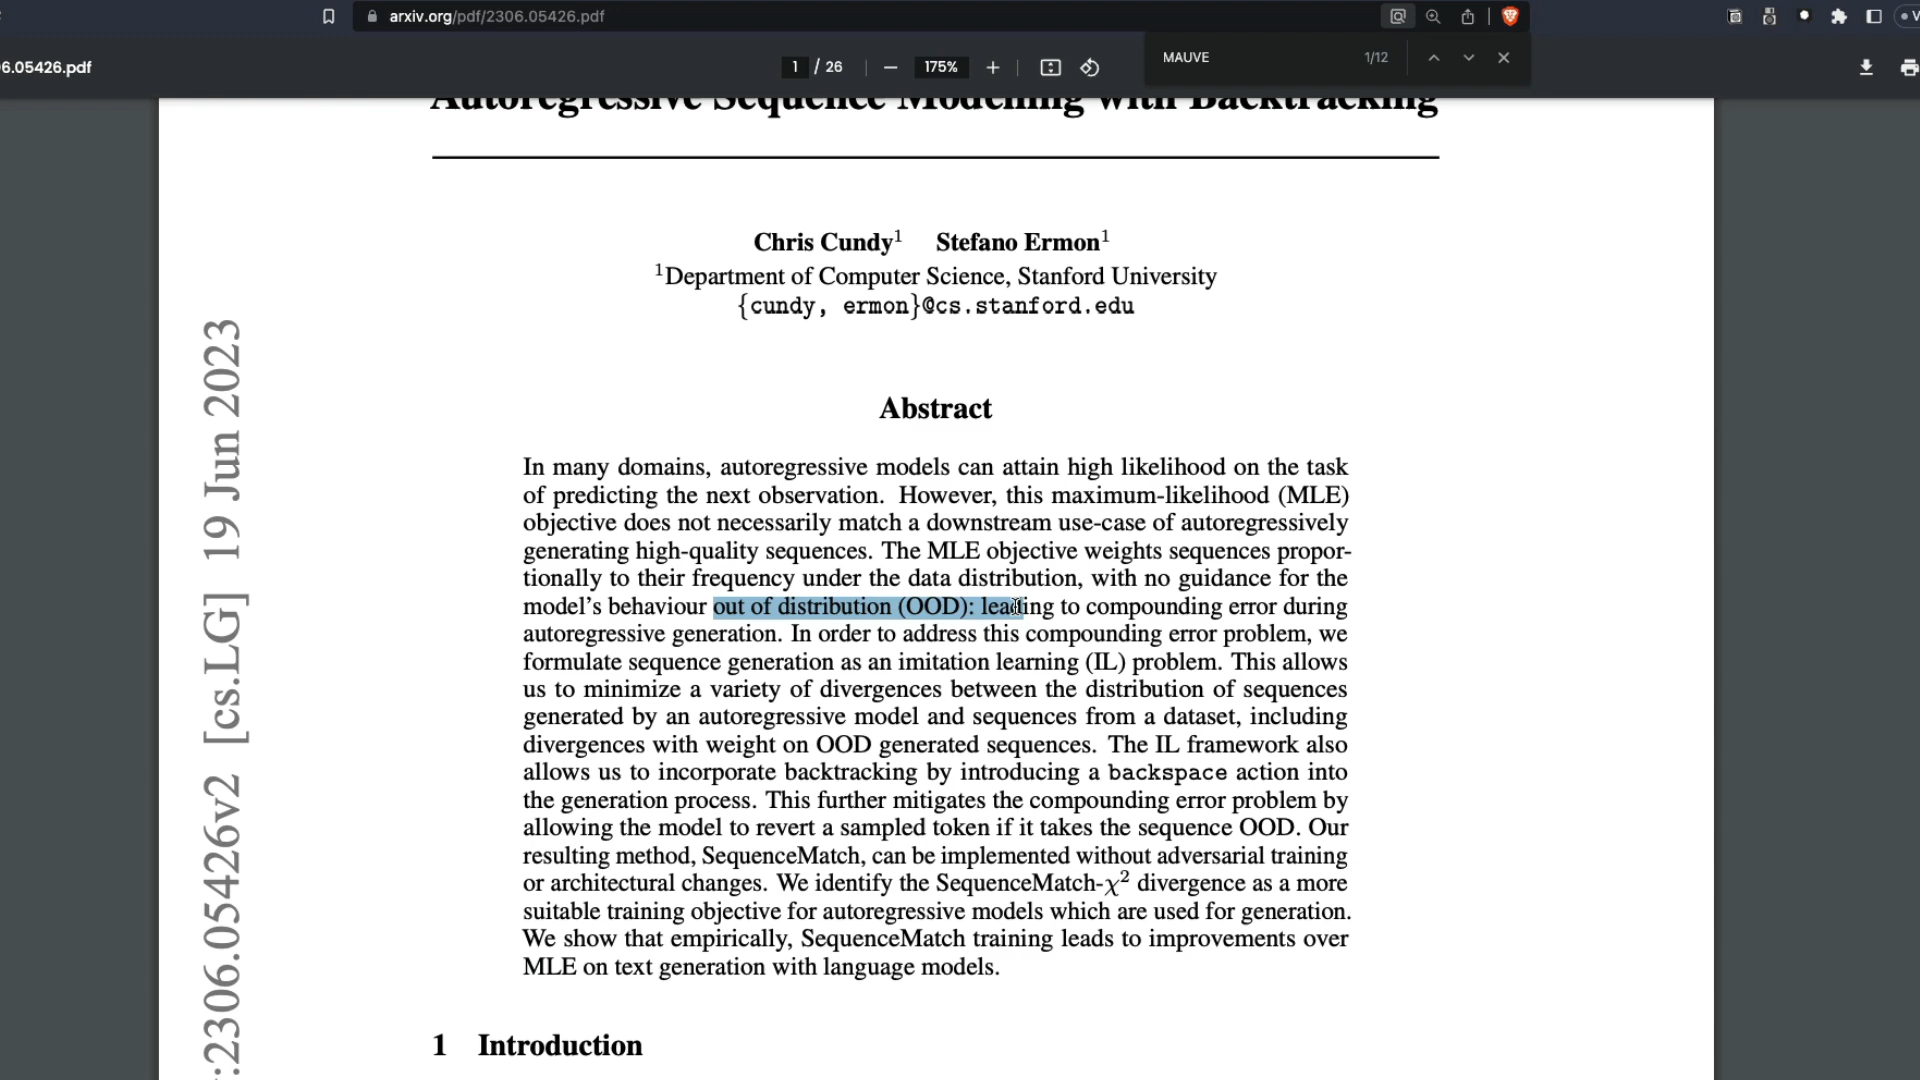 arxiv.org/pdf/2306.05426.pdf
6.05426.pdf
1 / 26
175%
MAUVE
1/12
Autoregressive Sequence Modelling with Backtracking
Chris Cundy1 Stefano Ermon1
1Department of Computer Science, Stanford University
{cundy, ermon}@cs.stanford.edu
Abstract
In many domains, autoregressive models can attain high likelihood on the task
of predicting the next observation. However, this maximum-likelihood (MLE)
objective does not necessarily match a downstream use-case of autoregressively
generating high-quality sequences. The MLE objective weights sequences propor-
tionally to their frequency under the data distribution, with no guidance for the
model's behaviour out of distribution (OOD): leading to compounding error during
autoregressive generation. In order to address this compounding error problem, we
formulate sequence generation as an imitation learning (IL) problem. This allows
us to minimize a variety of divergences between the distribution of sequences
generated by an autoregressive model and sequences from a dataset, including
divergences with weight on OOD generated sequences. The IL framework also
allows us to incorporate backtracking by introducing a backspace action into
the generation process. This further mitigates the compounding error problem by
allowing the model to revert a sampled token if it takes the sequence OOD. Our
resulting method, SequenceMatch, can be implemented without adversarial training
or architectural changes. We identify the SequenceMatch-χ2 divergence as a more
suitable training objective for autoregressive models which are used for generation.
We show that empirically, SequenceMatch training leads to improvements over
MLE on text generation with language models.
1 Introduction
:2306.05426v2 [cs.LG] 19 Jun 2023